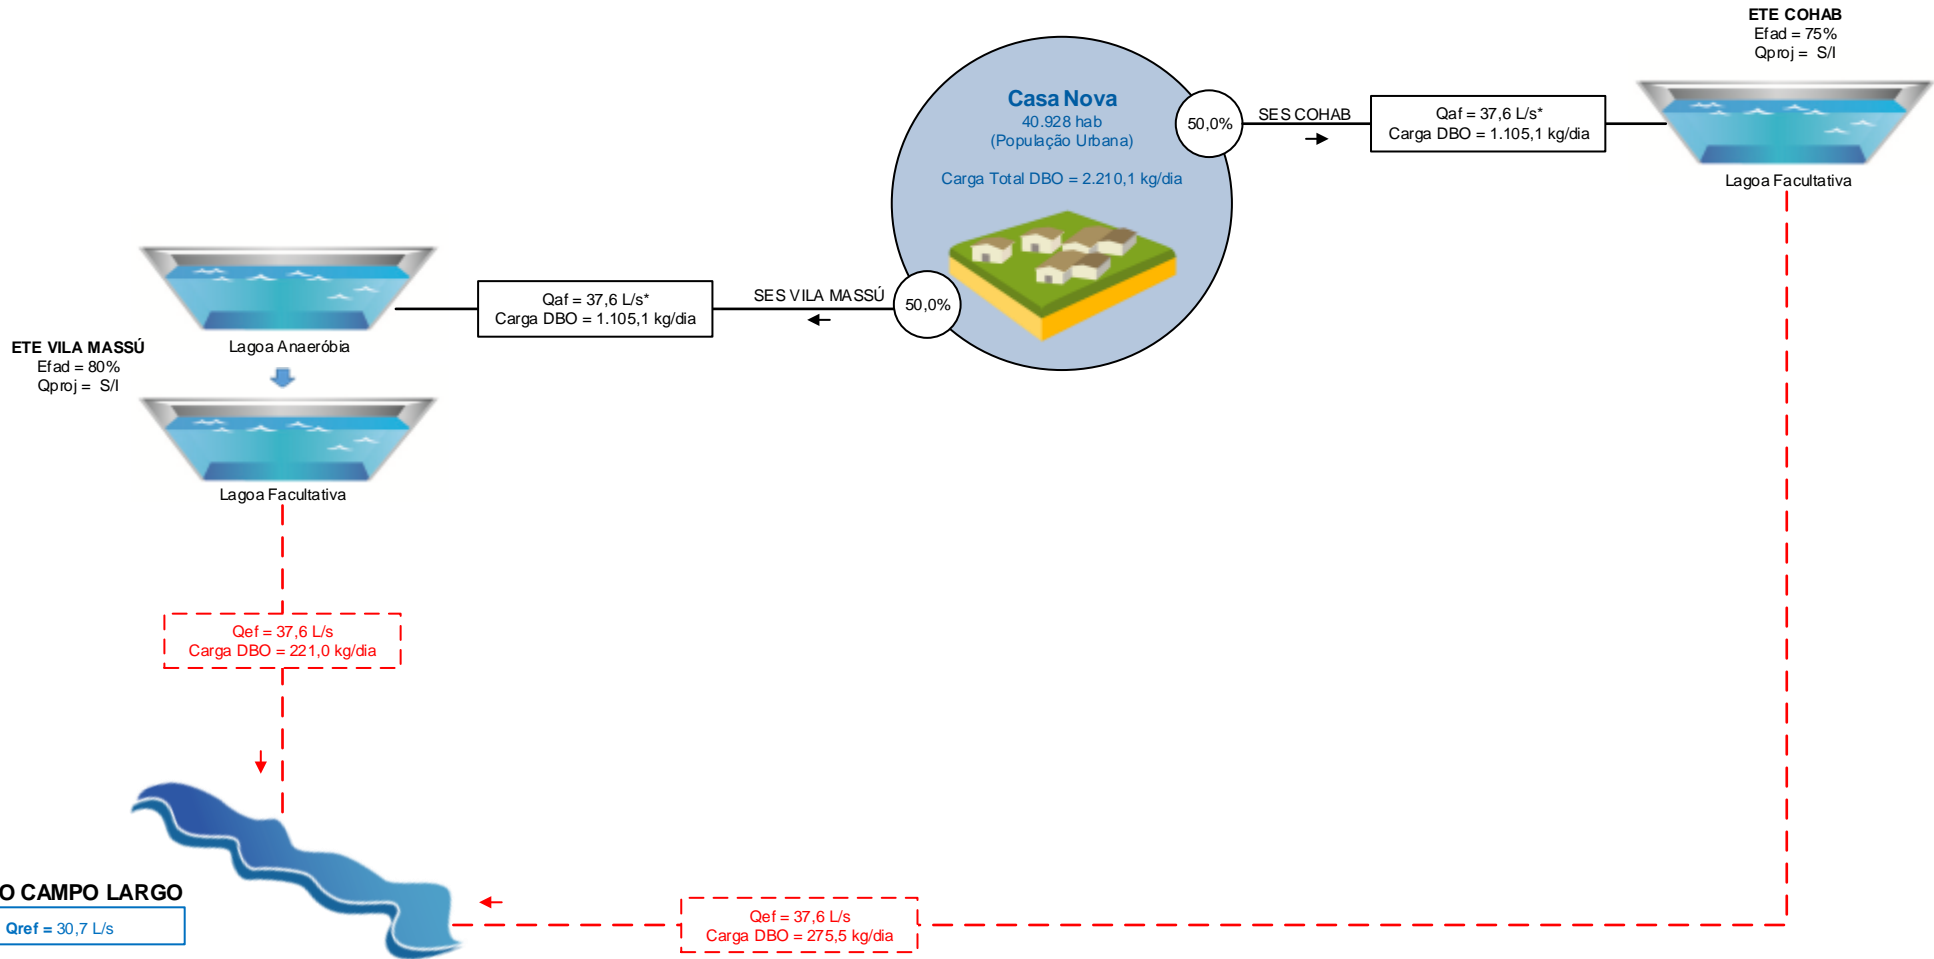 ETE COHAB
Efad = 75%
Qproj = S/I
Lagoa Facultativa
Casa Nova
40.928 hab
(População Urbana)
Carga Total DBO = 2.210,1 kg/dia
50,0%
SES COHAB
Qaf = 37,6 L/s*
Carga DBO = 1.105,1 kg/dia
50,0%
SES VILA MASSÚ
Qaf = 37,6 L/s*
Carga DBO = 1.105,1 kg/dia
Lagoa Anaeróbia
ETE VILA MASSÚ
Efad = 80%
Qproj = S/I
Lagoa Facultativa
Qef = 37,6 L/s
Carga DBO = 221,0 kg/dia
O CAMPO LARGO
Qref = 30,7 L/s
Qef = 37,6 L/s
Carga DBO = 275,5 kg/dia